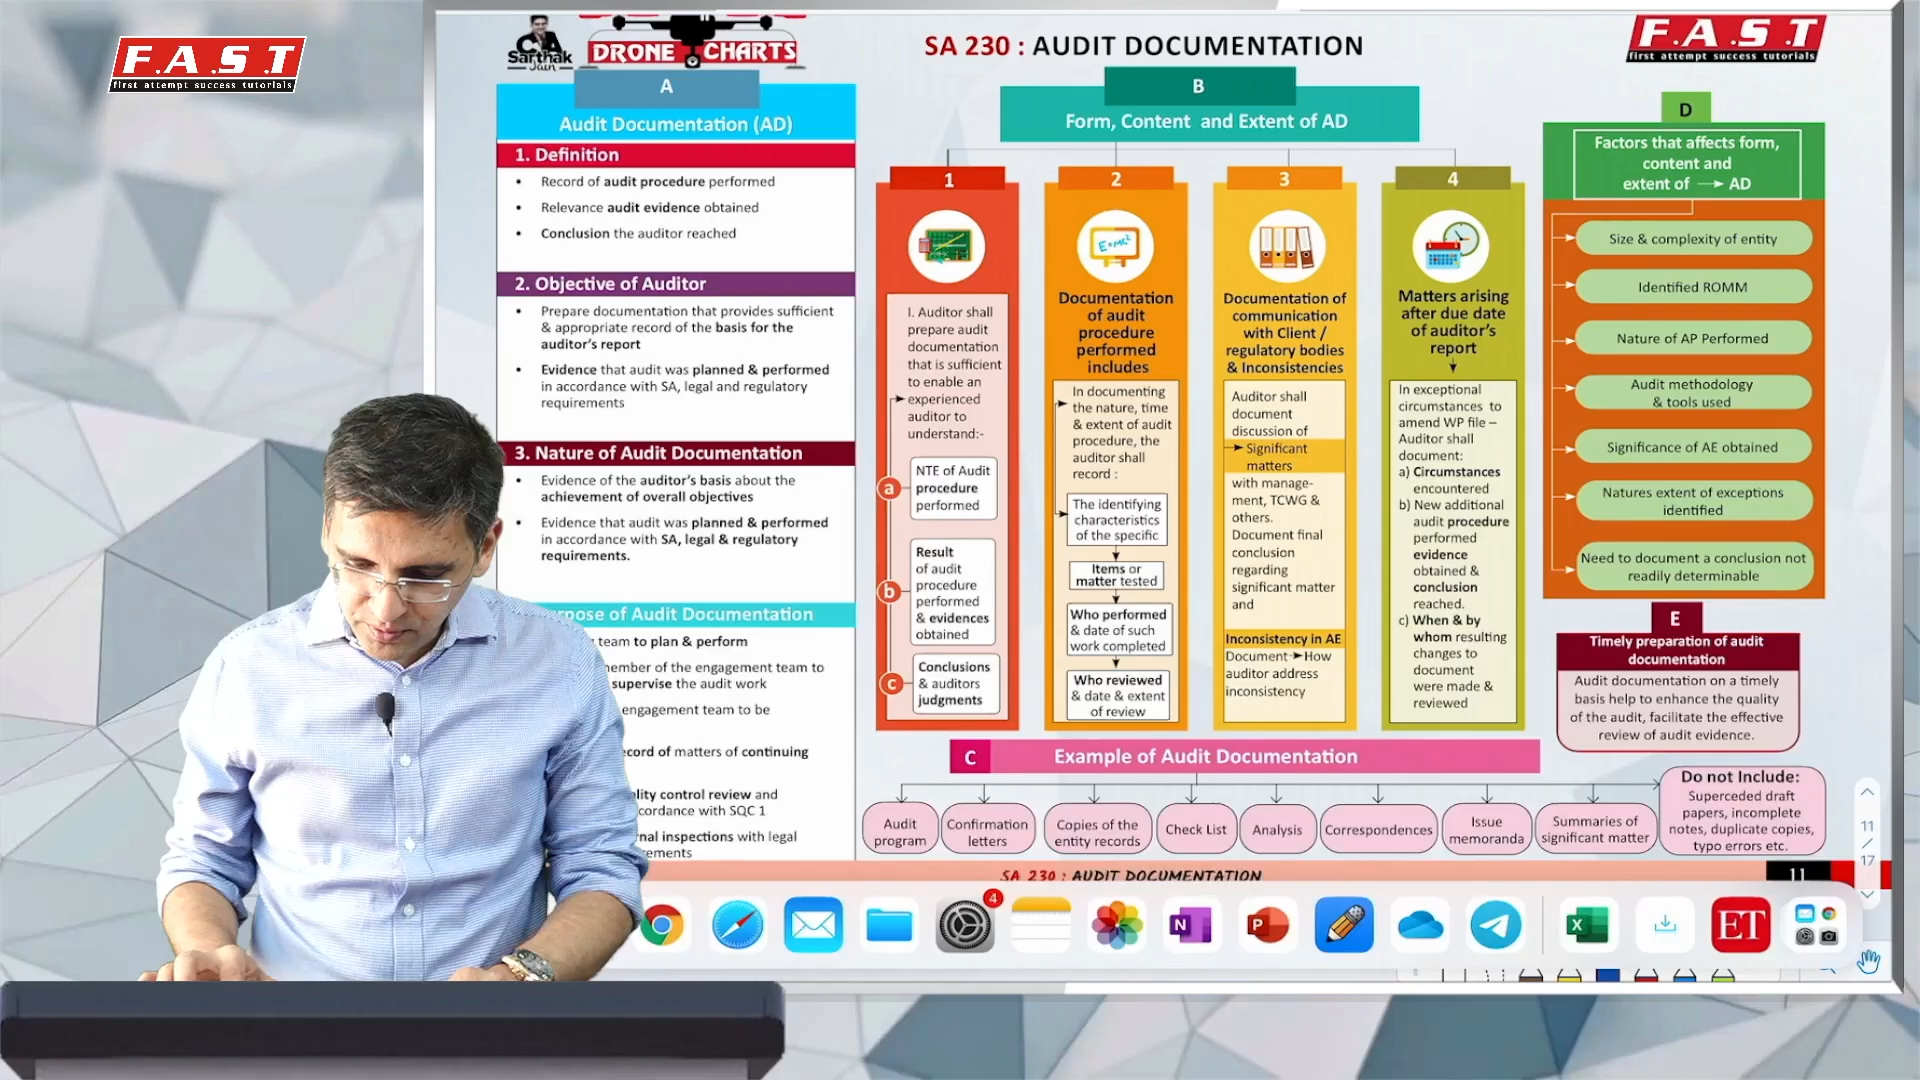 F.A.S.T
first attempt success tutorials
CA
Sarthak
Jain
DRONE CHARTS
SA 230 : AUDIT DOCUMENTATION
F.A.S.T
first attempt success tutorials
A
Audit Documentation (AD)
1. Definition
• Record of audit procedure performed
• Relevance audit evidence obtained
• Conclusion the auditor reached
2. Objective of Auditor
• Prepare documentation that provides sufficient
& appropriate record of the basis for the
auditor's report
• Evidence that audit was planned & performed
in accordance with SA, legal and regulatory
requirements
3. Nature of Audit Documentation
• Evidence of the auditor's basis about the
achievement of overall objectives
• Evidence that audit was planned & performed
in accordance with SA, legal & regulatory
requirements.
of Audit Documentation
team to plan & perform
of the engagement team to
supervise the audit work
engagement team to be
of matters of continuing
control review and
with SQC 1
inspections with legal
B
Form, Content and Extent of AD
1
I. Auditor shall
prepare audit
documentation
that is sufficient
to enable an
experienced
auditor to
understand:-
a
NTE of Audit
procedure
performed
b
Result
of audit
procedure
performed
& evidences
obtained
c
Conclusions
& auditors
judgments
2
E=mc²
Documentation
of audit
procedure
performed
includes
In documenting
the nature, time
& extent of audit
procedure, the
auditor shall
record :
The identifying
characteristics
of the specific
Items or
matter tested
Who performed
& date of such
work completed
Who reviewed
& date & extent
of review
3
Documentation of
communication
with Client /
regulatory bodies
& Inconsistencies
Auditor shall
document
discussion of
Significant
matters
with manage-
ment, TCWG &
others.
Document final
conclusion
regarding
significant matter
and
Inconsistency in AE
Document How
auditor address
inconsistency
4
Matters arising
after due date
of auditor's
report
In exceptional
circumstances to
amend WP file –
Auditor shall
document:
a) Circumstances
encountered
b) New additional
audit procedure
performed
evidence
obtained &
conclusion
reached.
c) When & by
whom resulting
changes to
document
were made &
reviewed
D
Factors that affects form,
content and
extent of → AD
Size & complexity of entity
Identified ROMM
Nature of AP Performed
Audit methodology
& tools used
Significance of AE obtained
Natures extent of exceptions
identified
Need to document a conclusion not
readily determinable
E
Timely preparation of audit
documentation
Audit documentation on a timely
basis help to enhance the quality
of the audit, facilitate the effective
review of audit evidence.
C
Example of Audit Documentation
Audit
program
Confirmation
letters
Copies of the
entity records
Check List
Analysis
Correspondences
Issue
memoranda
Summaries of
significant matter
Do not Include:
Superceded draft
papers, incomplete
notes, duplicate copies,
typo errors etc.
11
/
17
SA 230 : AUDIT DOCUMENTATION
11
4
N
P
X
ET